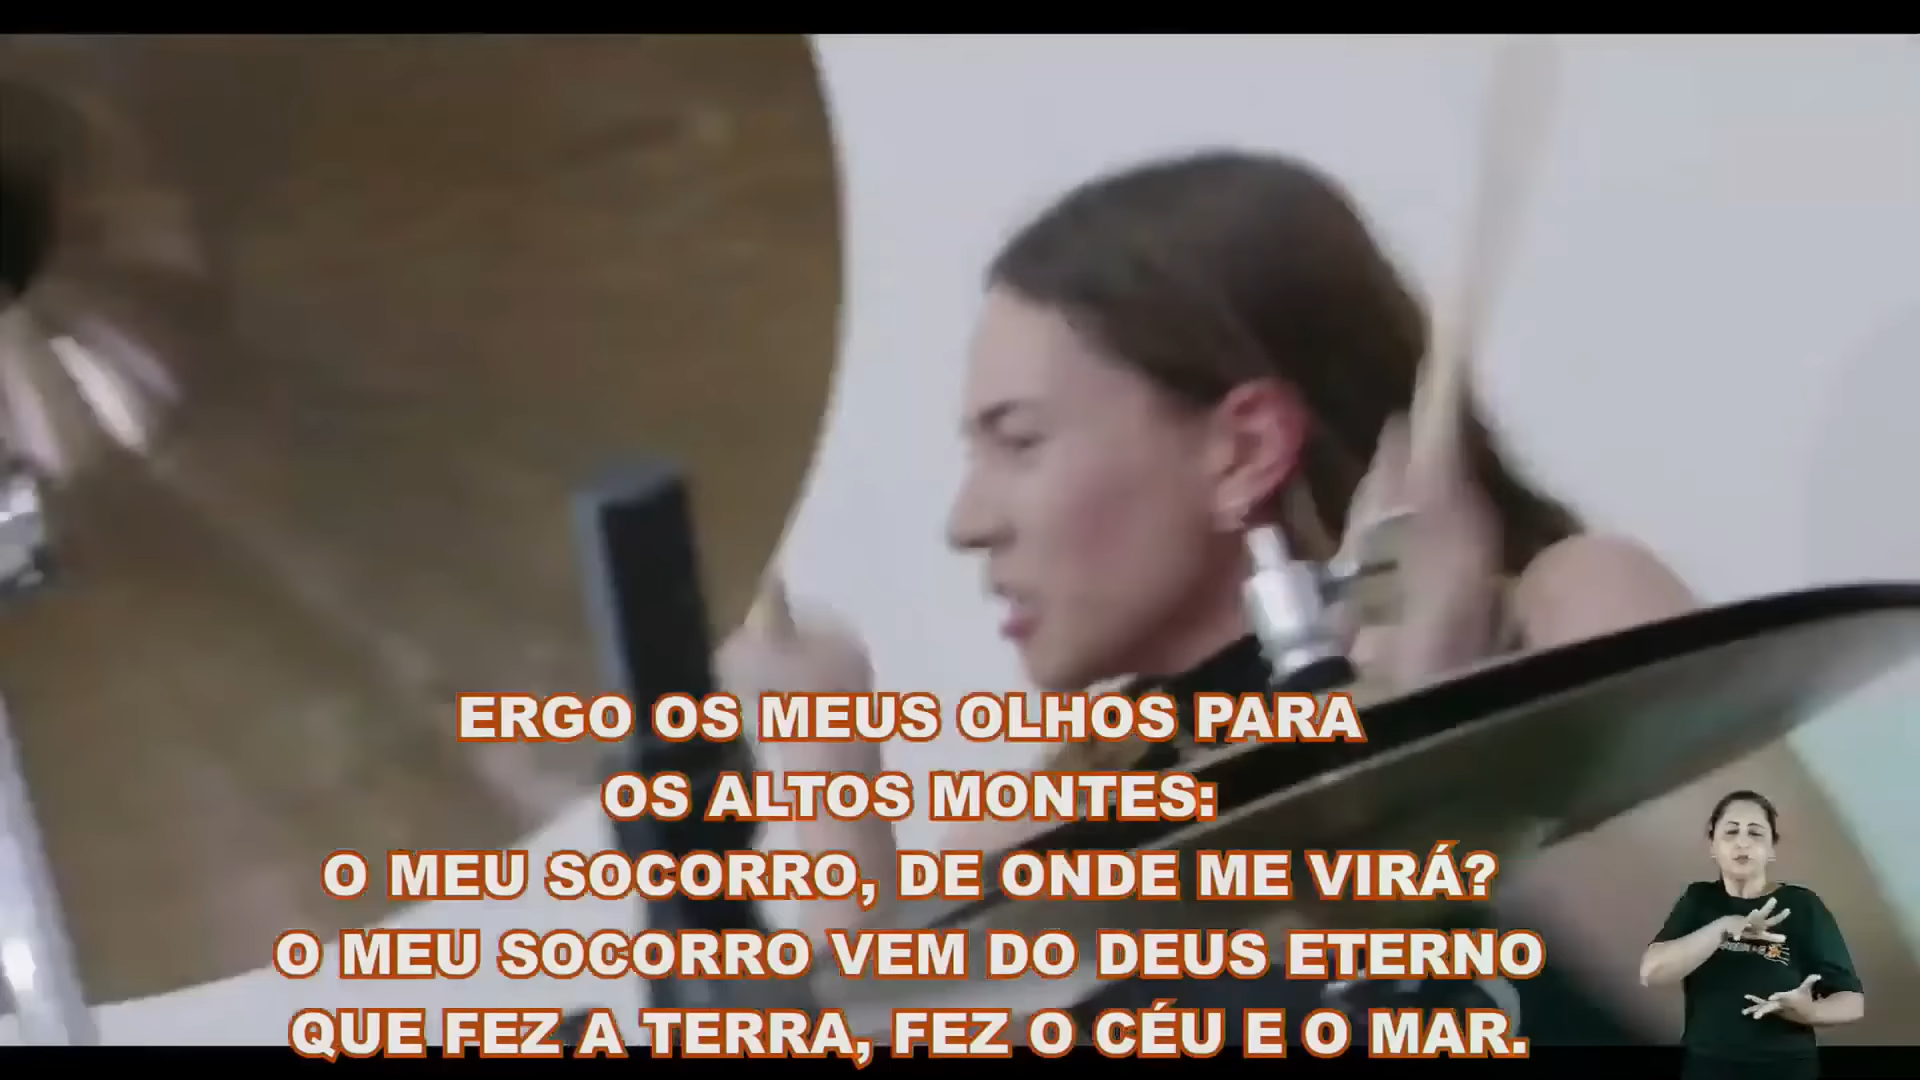 ERGO OS MEUS OLHOS PARA
OS ALTOS MONTES:
O MEU SOCORRO, DE ONDE ME VIRÁ?
O MEU SOCORRO VEM DO DEUS ETERNO
QUE FEZ A TERRA, FEZ O CÉU E O MAR.